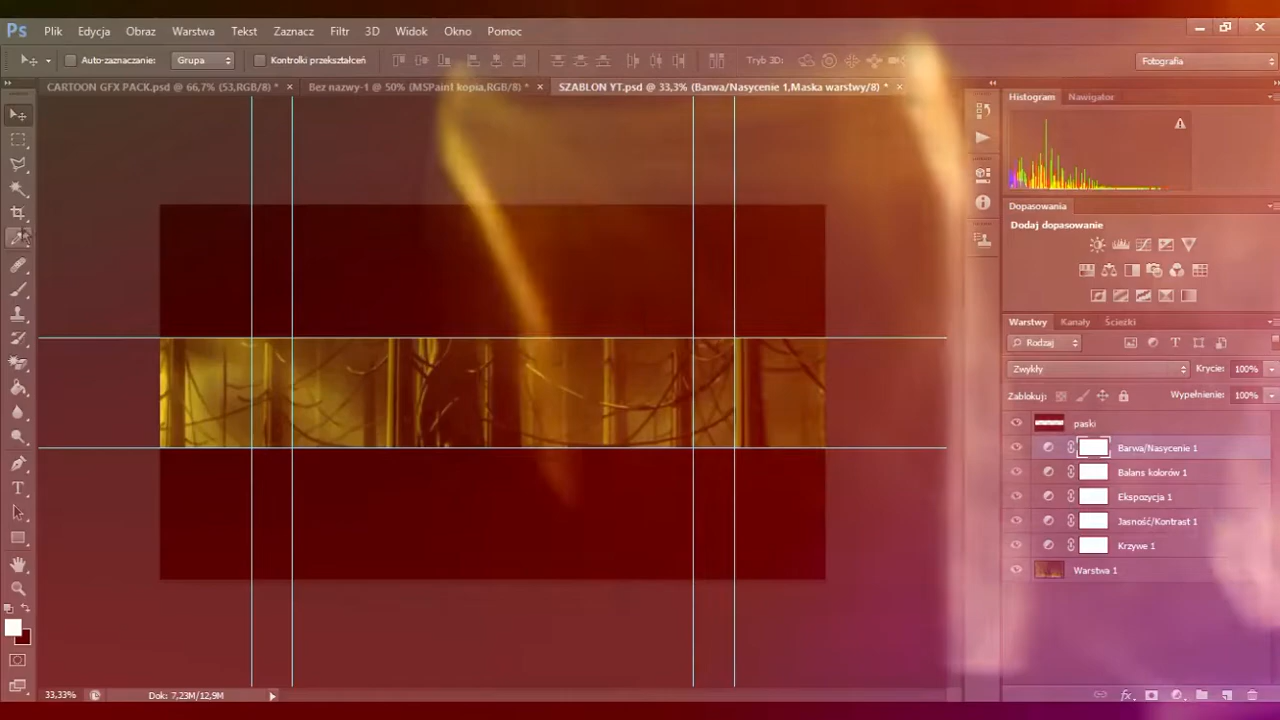 Ps Plik Edycja Obraz Warstwa Tekst Zaznacz Filtr 3D Widok Okno Pomoc
Auto-zaznaczanie: Grupa Kontrolki przekształceń Tryb 3D: Fotografia
CARTOON GFX PACK.psd @ 66,7% (53,RGB/8) * Bez nazwy-1 @ 50% (MSPaint kopia,RGB/8) * SZABLON YT.psd @ 33,3% (Barwa/Nasycenie 1,Maska warstwy/8) *
Histogram Nawigator
Dopasowania
Dodaj dopasowanie
Warstwy Kanały Ścieżki
Rodzaj
Zwykły Krycie: 100%
Zablokuj: Wypełnienie: 100%
paski
Barwa/Nasycenie 1
Balans kolorów 1
Ekspozycja 1
Jasność/Kontrast 1
Krzywe 1
Warstwa 1
33,33% Dok: 7,23M/12,9M
fx